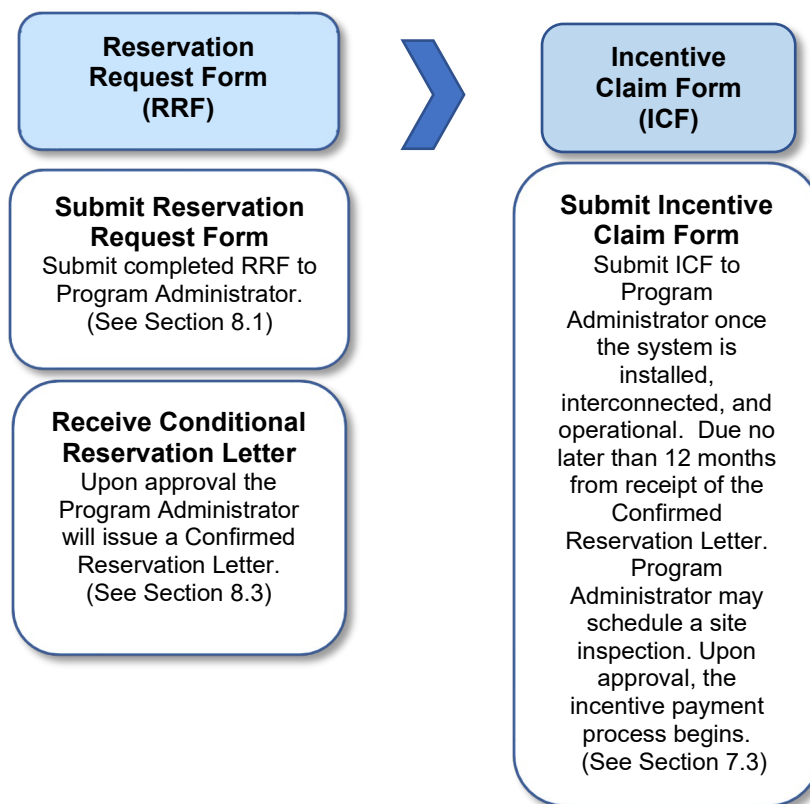 Reservation
Request Form
(RRF)
Submit Reservation
Request Form
Submit completed RRF to
Program Administrator.
(See Section 8.1)
Receive Conditional
Reservation Letter
Upon approval the
Program Administrator
will issue a Confirmed
Reservation Letter.
(See Section 8.3)
Incentive
Claim Form
(ICF)
Submit Incentive
Claim Form
Submit ICF to
Program
Administrator once
the system is
installed,
interconnected, and
operational.  Due no
later than 12 months
from receipt of the
Confirmed
Reservation Letter.
Program
Administrator may
schedule a site
inspection. Upon
approval, the
incentive payment
process begins.
(See Section 7.3)